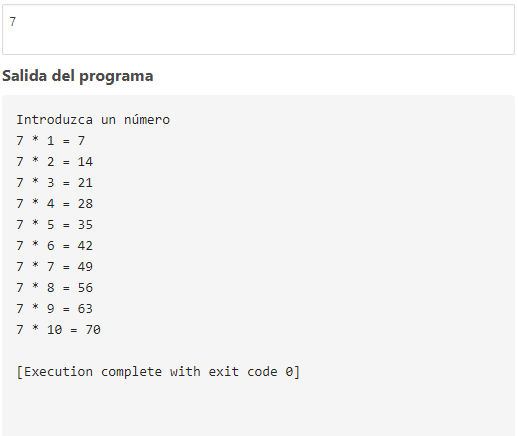 7
Salida del programa
Introduzca un número
7 * 1 = 7
7 * 2 = 14
7 * 3 = 21
7 * 4 = 28
7 * 5 = 35
7 * 6 = 42
7 * 7 = 49
7 * 8 = 56
7 * 9 = 63
7 * 10 = 70
[Execution complete with exit code 0]